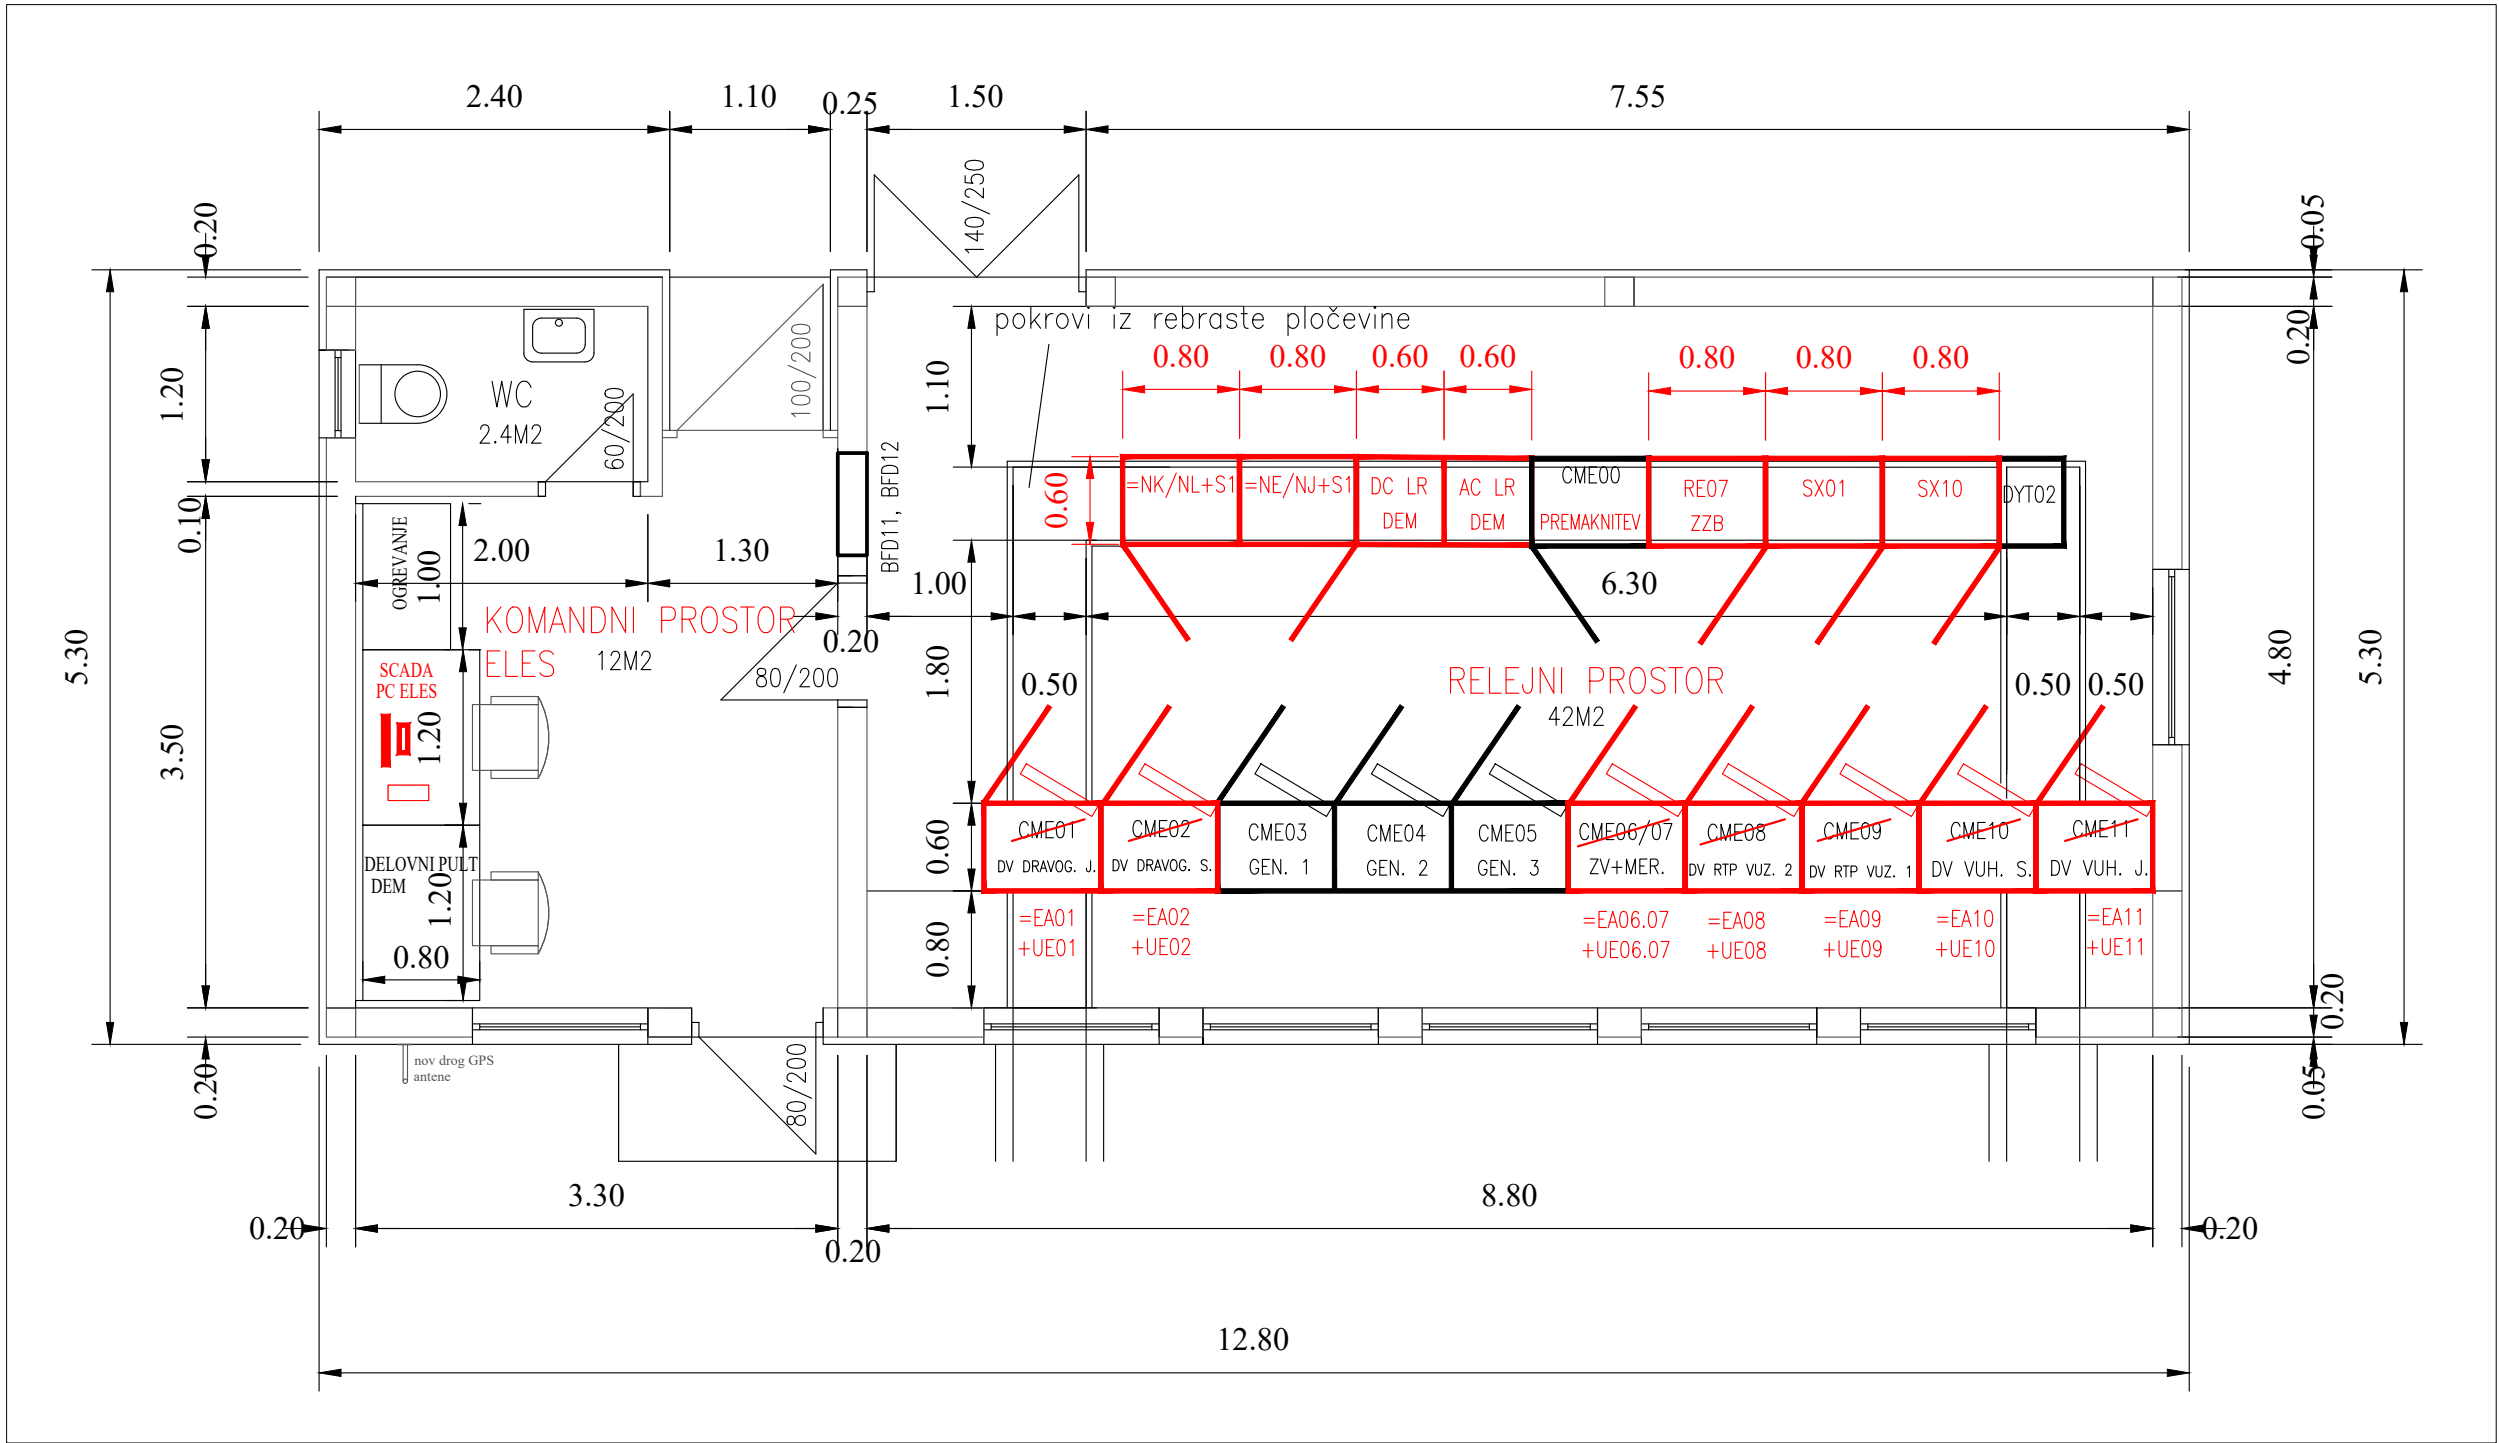 2.40
1.10
0.25
1.50
7.55
140/250
0.20
0.05
pokrovi iz rebraste pločevine
100/200
0.20
0.80
0.80
0.60
0.60
0.80
0.80
0.80
1.20
WC
2.4M2
60/200
1.10
BFD11, BFD12
0.60
=NK/NL+S1
=NE/NJ+S1
DC LR
DEM
AC LR
DEM
CME00
PREMAKNITEV
RE07
ZZB
SX01
SX10
DYT02
0.10
OGREVANJE
1.00
2.00
1.30
1.00
6.30
KOMANDNI PROSTOR
ELES
12M2
0.20
5.30
4.80
5.30
SCADA
PC ELES
80/200
1.80
0.50
RELEJNI PROSTOR
42M2
0.50
0.50
1.20
3.50
DELOVNI PULT
DEM
1.20
0.80
0.60
CME01
DV DRAVOG. J.
CME02
DV DRAVOG. S.
CME03
GEN. 1
CME04
GEN. 2
CME05
GEN. 3
CME06/07
ZV+MER.
CME08
DV RTP VUZ. 2
CME09
DV RTP VUZ. 1
CME10
DV VUH. S.
CME11
DV VUH. J.
0.80
=EA01
+UE01
=EA02
+UE02
=EA06.07
+UE06.07
=EA08
+UE08
=EA09
+UE09
=EA10
+UE10
=EA11
+UE11
0.20
nov drog GPS
antene
0.20
80/200
0.05
3.30
8.80
0.20
0.20
0.20
12.80